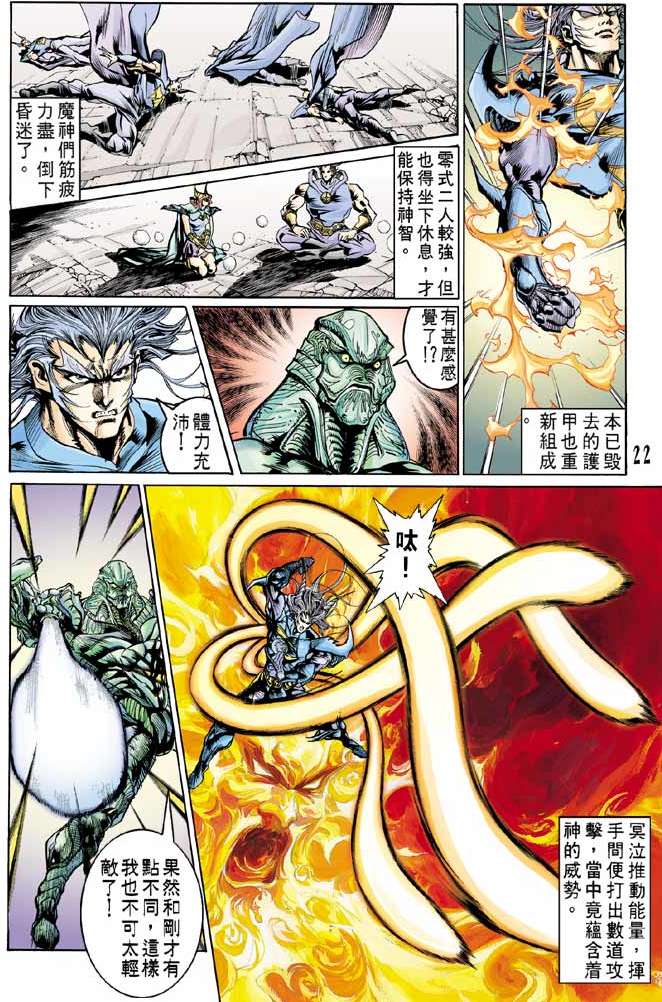 本已毀
去的護
甲也重
新組成
。
魔神們筋疲
力盡，倒下
昏迷了。
零式二人較強，但
也得坐下休息，才
能保持神智。
有甚麼感
覺了!?
體力充
沛！
22
呔！
冥泣推動能量，揮
手間便打出數道攻
擊，當中竟蘊含着
神的威勢。
果然和剛才有
點不同，這樣
我也不可太輕
敵了！